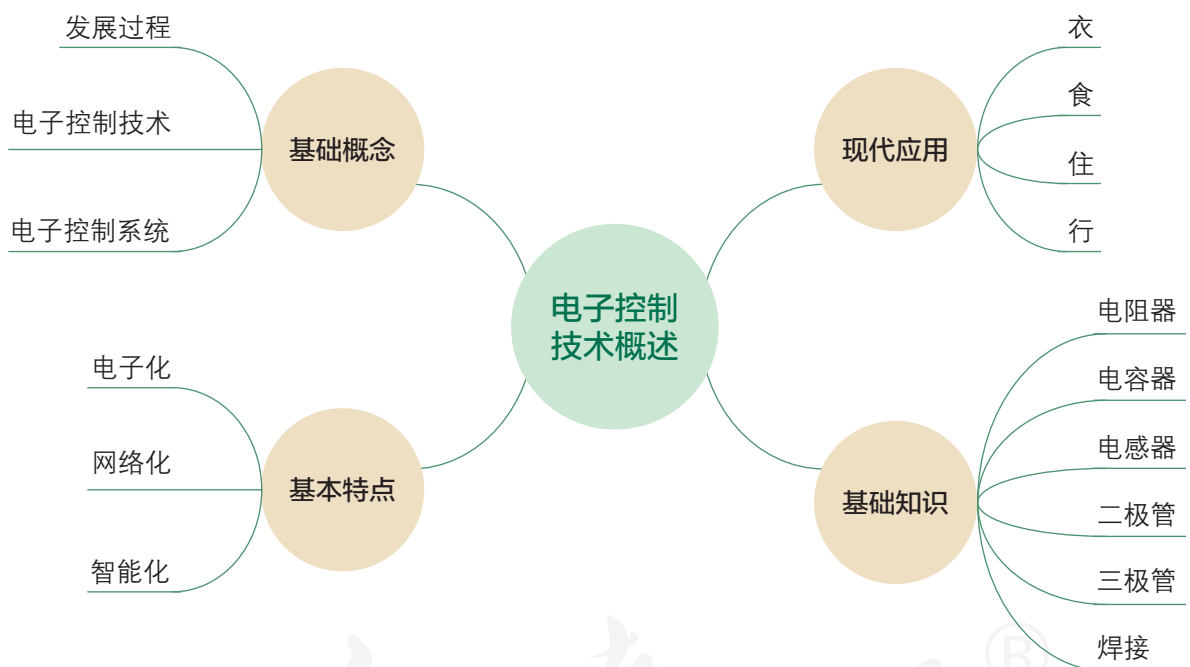 发展过程
电子控制技术
电子控制系统
基础概念
电子化
网络化
智能化
基本特点
电子控制
技术概述
现代应用
衣
食
住
行
基础知识
电阻器
电容器
电感器
二极管
三极管
焊接
®